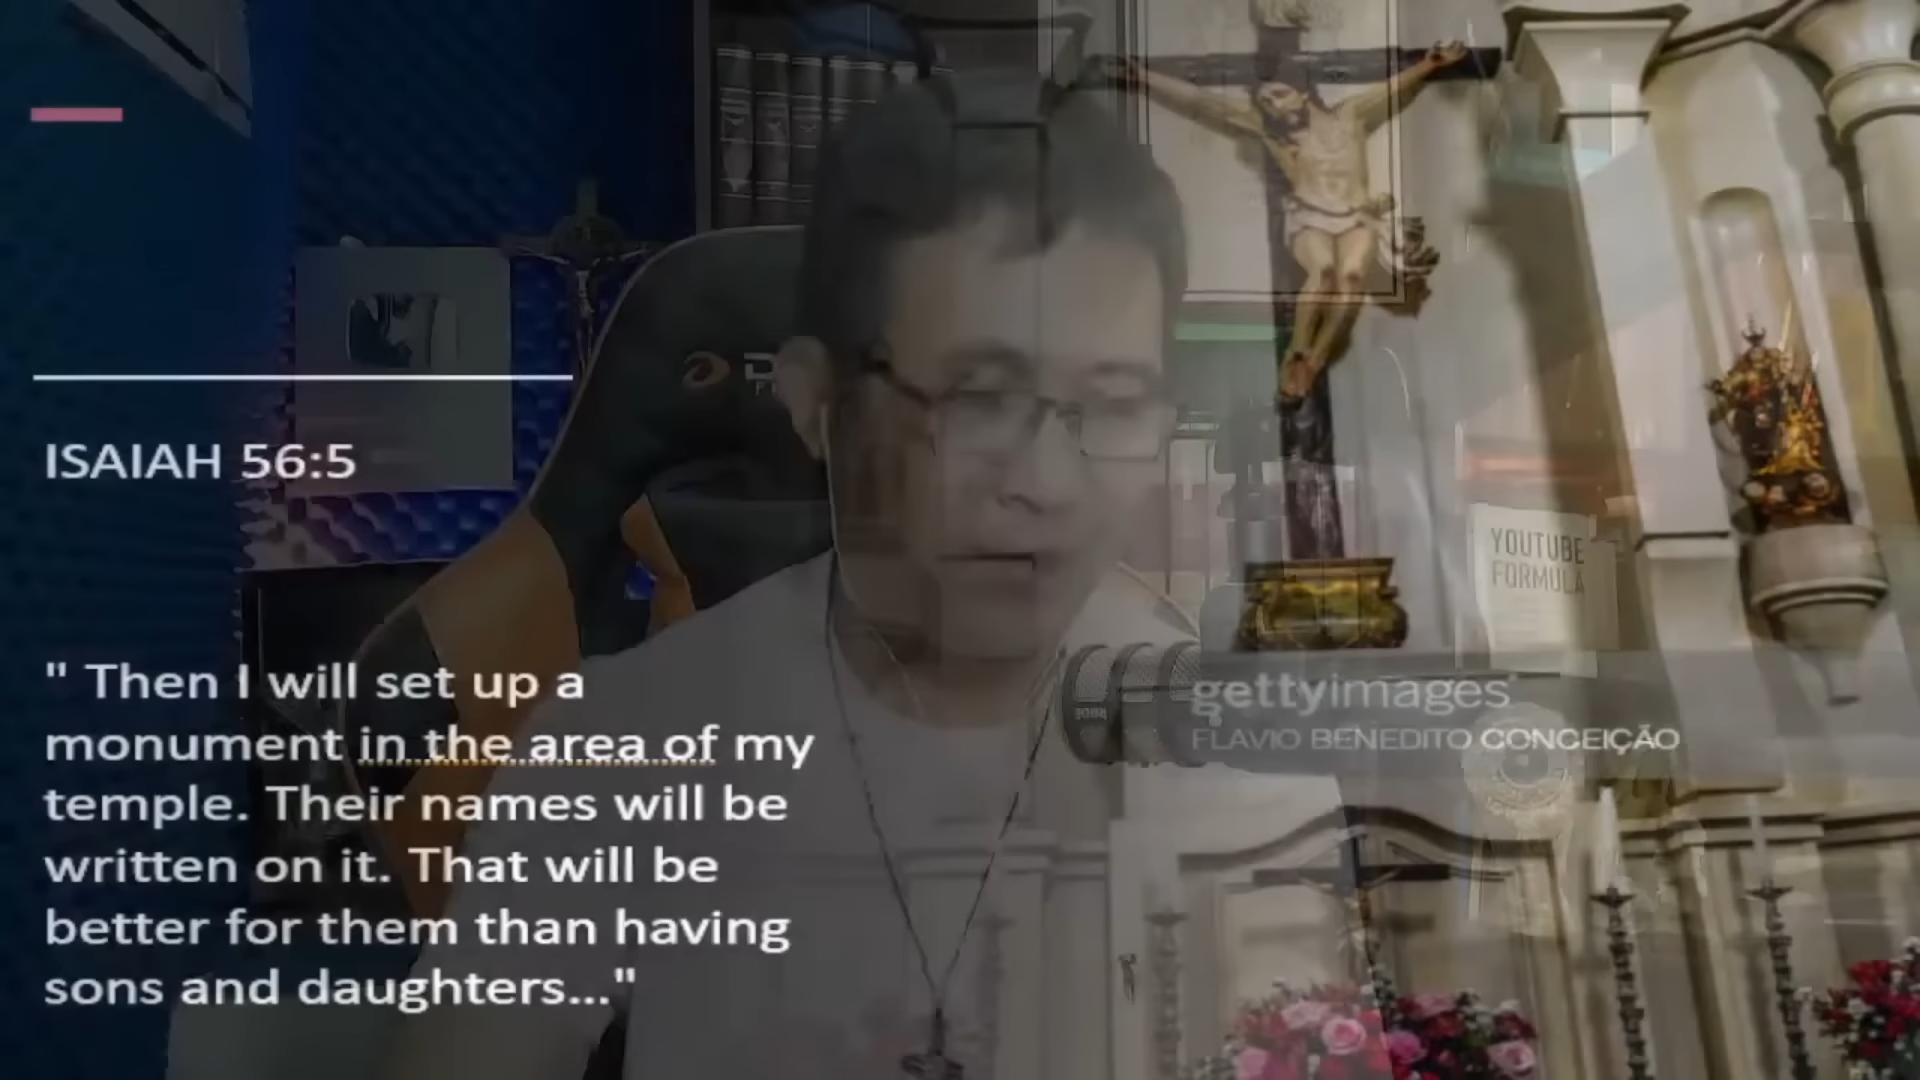 ISAIAH 56:5
" Then I will set up a
monument in the area of my
temple. Their names will be
written on it. That will be
better for them than having
sons and daughters..."
YOUTUBE
FORMULA
gettyimages
FLAVIO BENEDITO CONCEIÇÃO
RODE